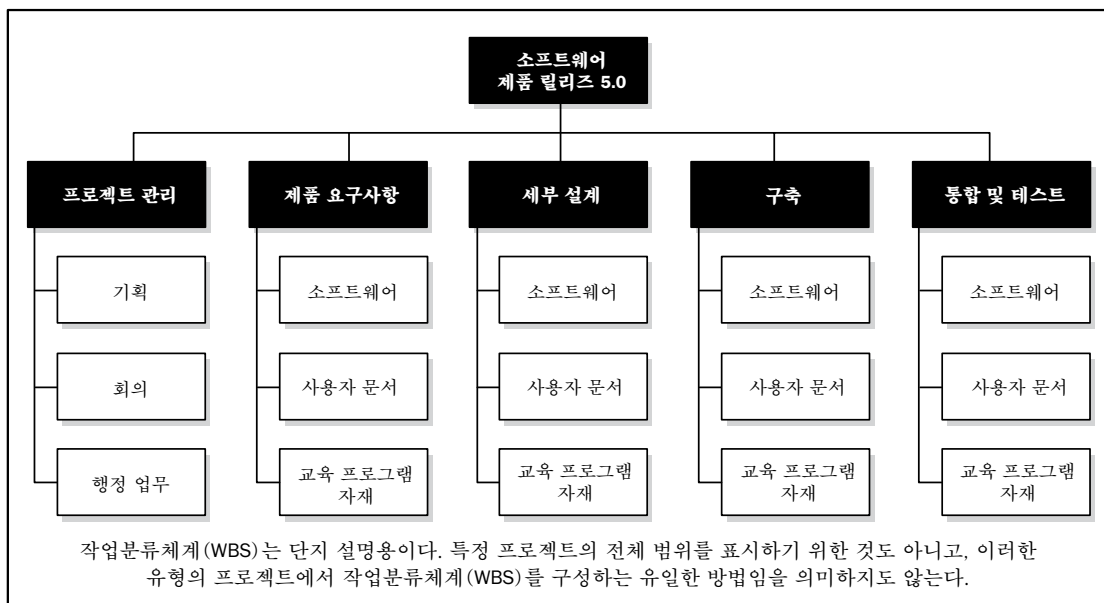 소프트웨어
제품 릴리즈 5.0
프로젝트 관리
제품 요구사항
세부 설계
구축
통합 및 테스트
기획
소프트웨어
소프트웨어
소프트웨어
소프트웨어
회의
사용자 문서
사용자 문서
사용자 문서
사용자 문서
행정 업무
교육 프로그램
자재
교육 프로그램
자재
교육 프로그램
자재
교육 프로그램
자재
작업분류체계(WBS)는 단지 설명용이다. 특정 프로젝트의 전체 범위를 표시하기 위한 것도 아니고, 이러한
유형의 프로젝트에서 작업분류체계(WBS)를 구성하는 유일한 방법임을 의미하지도 않는다.